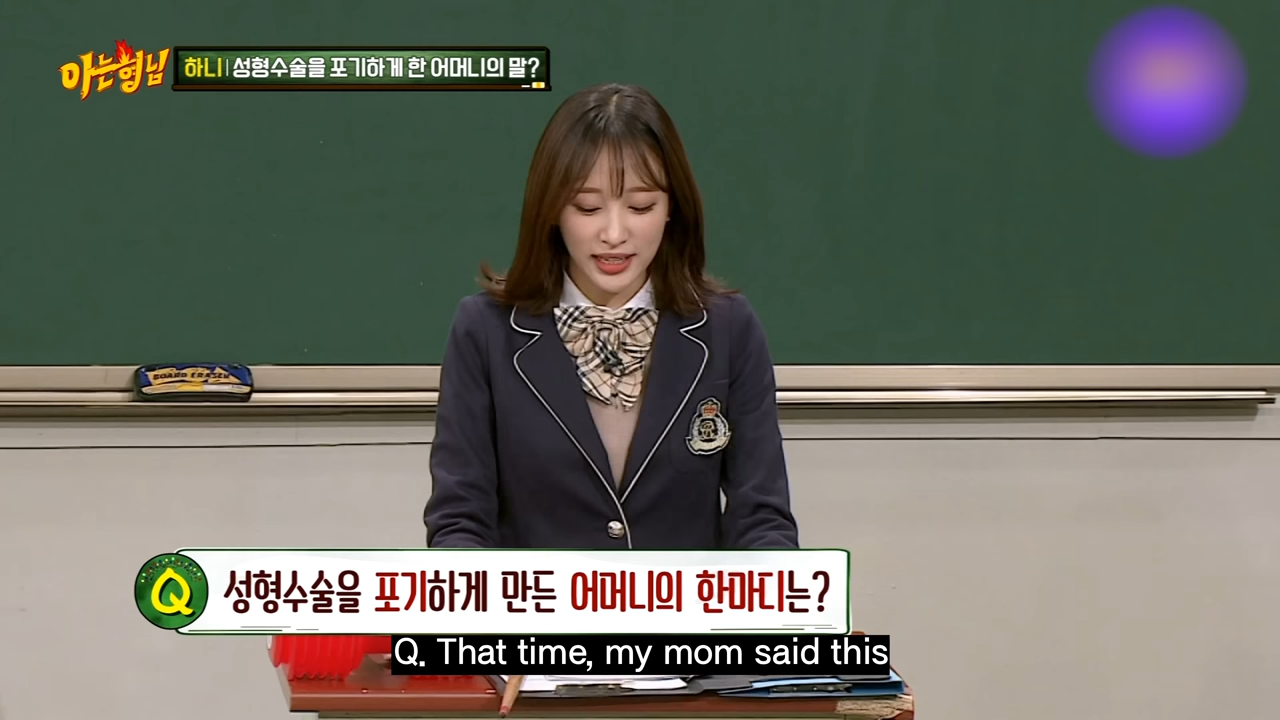 아는형님
하니 | 성형수술을 포기하게 한 어머니의 말?
BOARD ERASER
Q 성형수술을 포기하게 만든 어머니의 한마디는?
Q. That time, my mom said this